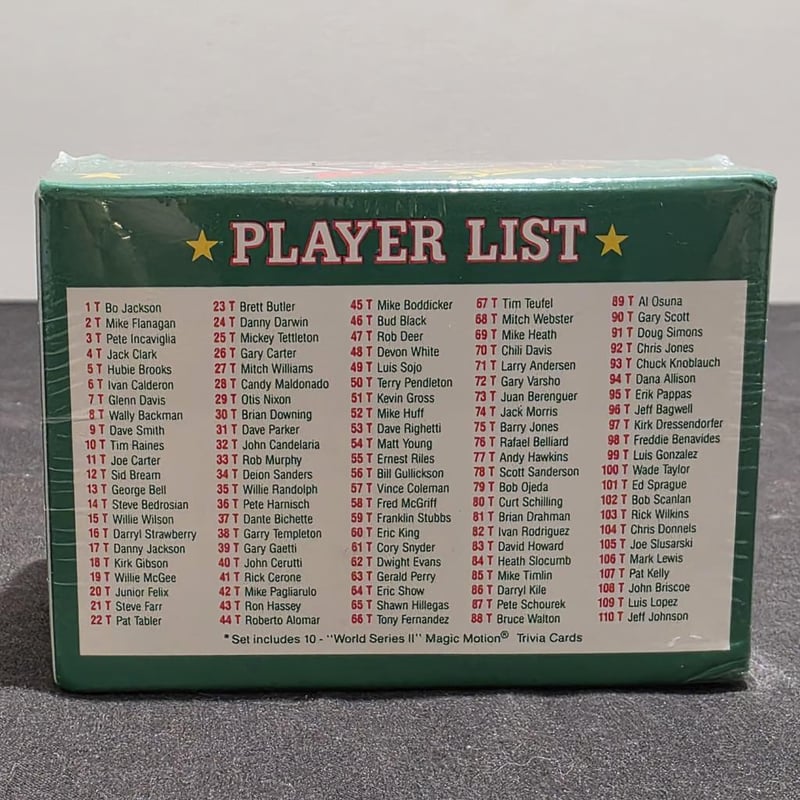 PLAYER LIST
1 T Bo Jackson
2 T Mike Flanagan
3 T Pete Incaviglia
4 T Jack Clark
5 T Hubie Brooks
6 T Ivan Calderon
7 T Glenn Davis
8 T Wally Backman
9 T Dave Smith
10 T Tim Raines
11 T Joe Carter
12 T Sid Bream
13 T George Bell
14 T Steve Bedrosian
15 T Willie Wilson
16 T Darryl Strawberry
17 T Danny Jackson
18 T Kirk Gibson
19 T Willie McGee
20 T Junior Felix
21 T Steve Farr
22 T Pat Tabler
23 T Brett Butler
24 T Danny Darwin
25 T Mickey Tettleton
26 T Gary Carter
27 T Mitch Williams
28 T Candy Maldonado
29 T Otis Nixon
30 T Brian Downing
31 T Dave Parker
32 T John Candelaria
33 T Rob Murphy
34 T Deion Sanders
35 T Willie Randolph
36 T Pete Harnisch
37 T Dante Bichette
38 T Garry Templeton
39 T Gary Gaetti
40 T John Cerutti
41 T Rick Cerone
42 T Mike Pagliarulo
43 T Ron Hassey
44 T Roberto Alomar
45 T Mike Boddicker
46 T Bud Black
47 T Rob Deer
48 T Devon White
49 T Luis Sojo
50 T Terry Pendleton
51 T Kevin Gross
52 T Mike Huff
53 T Dave Righetti
54 T Matt Young
55 T Ernest Riles
56 T Bill Gullickson
57 T Vince Coleman
58 T Fred McGriff
59 T Franklin Stubbs
60 T Eric King
61 T Cory Snyder
62 T Dwight Evans
63 T Gerald Perry
64 T Eric Show
65 T Shawn Hillegas
66 T Tony Fernandez
67 T Tim Teufel
68 T Mitch Webster
69 T Mike Heath
70 T Chili Davis
71 T Larry Andersen
72 T Gary Varsho
73 T Juan Berenguer
74 T Jack Morris
75 T Barry Jones
76 T Rafael Belliard
77 T Andy Hawkins
78 T Scott Sanderson
79 T Bob Ojeda
80 T Curt Schilling
81 T Brian Drahman
82 T Ivan Rodriguez
83 T David Howard
84 T Heath Slocumb
85 T Mike Timlin
86 T Darryl Kile
87 T Pete Schourek
88 T Bruce Walton
89 T Al Osuna
90 T Gary Scott
91 T Doug Simons
92 T Chris Jones
93 T Chuck Knoblauch
94 T Dana Allison
95 T Erik Pappas
96 T Jeff Bagwell
97 T Kirk Dressendorfer
98 T Freddie Benavides
99 T Luis Gonzalez
100 T Wade Taylor
101 T Ed Sprague
102 T Bob Scanlan
103 T Rick Wilkins
104 T Chris Donnels
105 T Joe Slusarski
106 T Mark Lewis
107 T Pat Kelly
108 T John Briscoe
109 T Luis Lopez
110 T Jeff Johnson
*Set includes 10 - "World Series II" Magic Motion® Trivia Cards